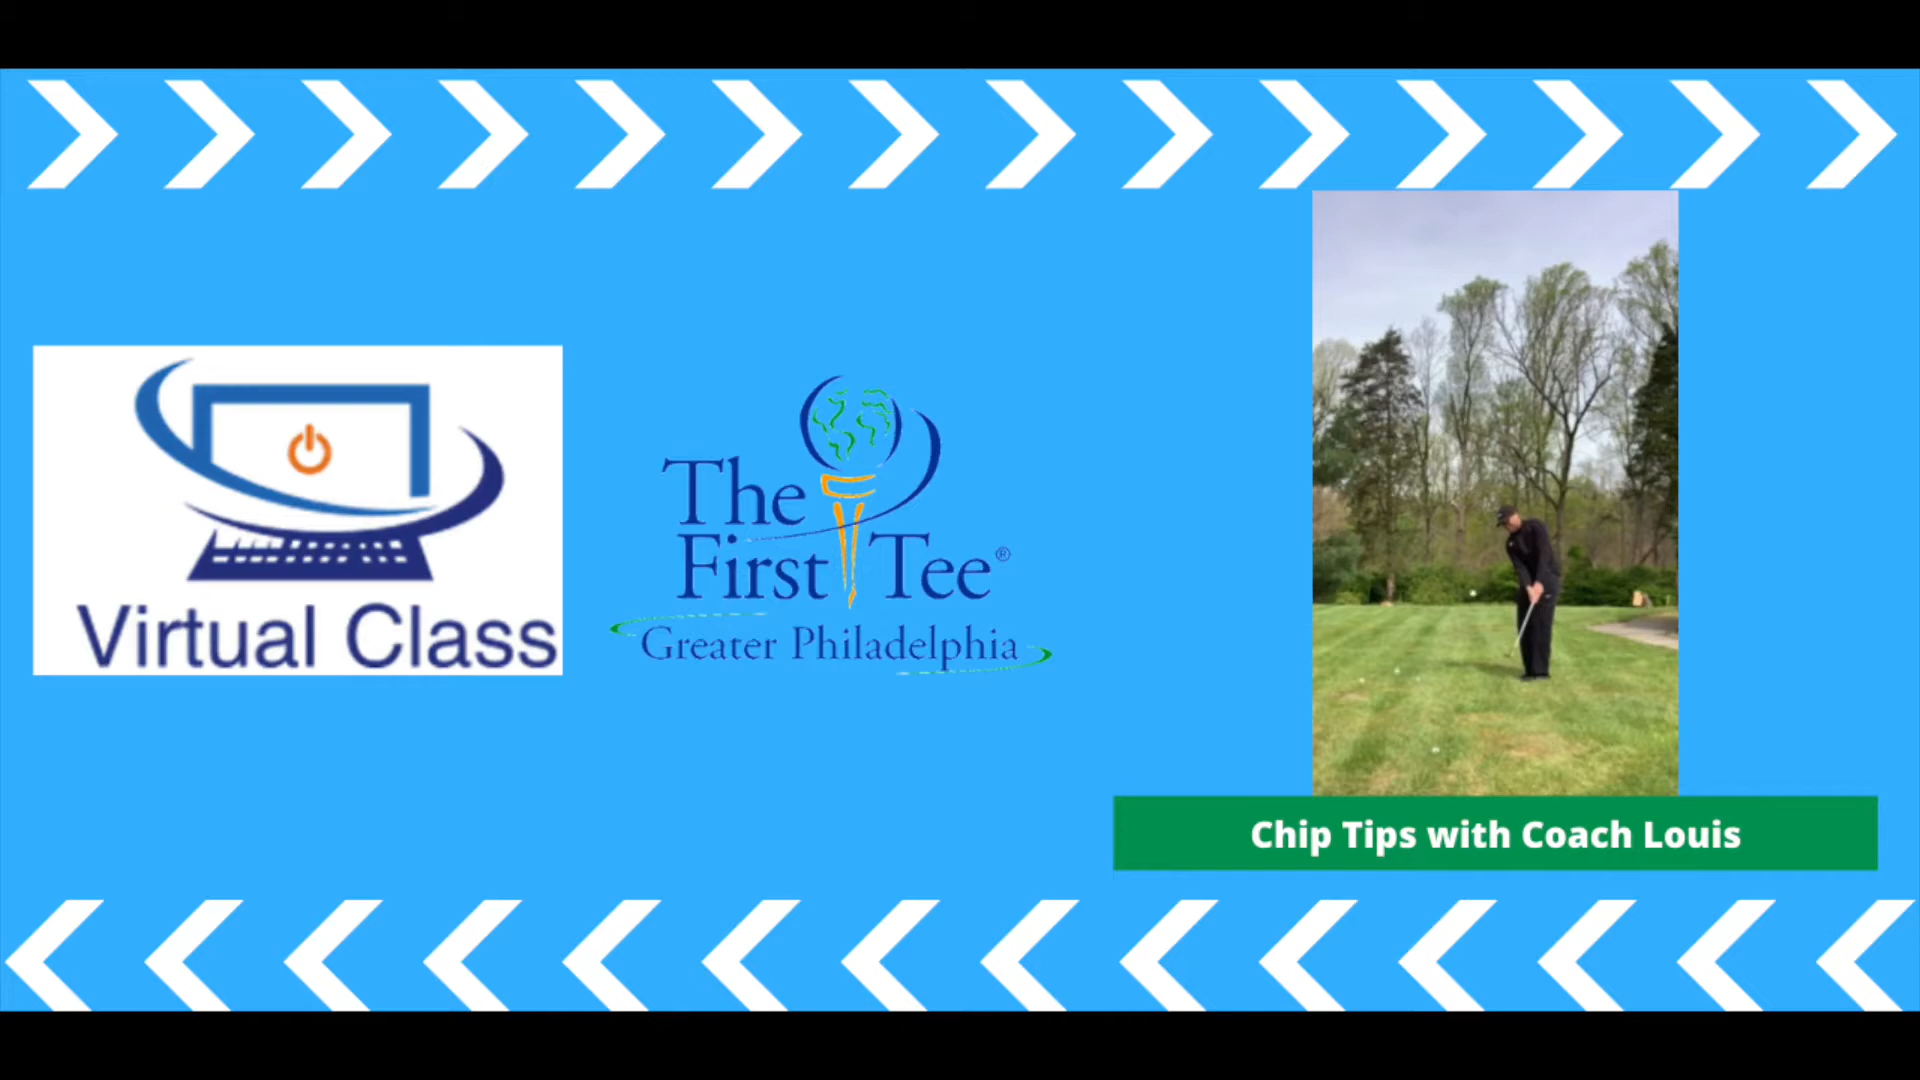 Virtual Class
The
First Tee®
Greater Philadelphia
Chip Tips with Coach Louis